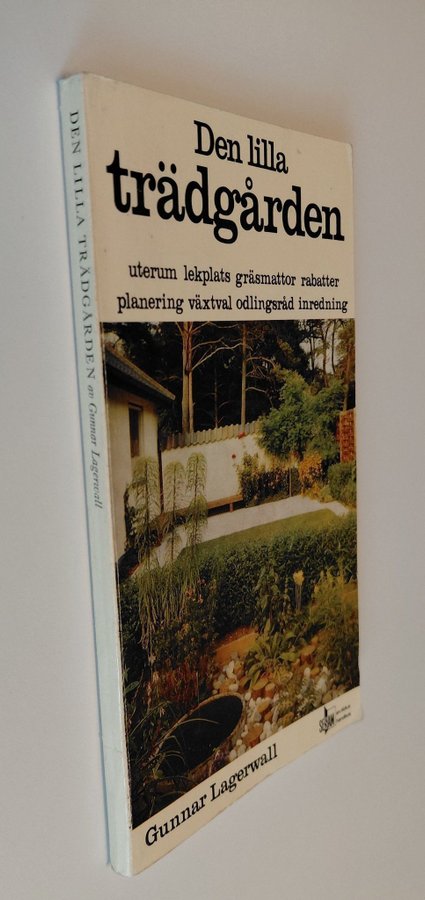 DEN LILLA TRÄDGÅRDEN av Gunnar Lagerwall
Den lilla
trädgården
uterum lekplats gräsmattor rabatter
planering växtval odlingsråd inredning
Gunnar Lagerwall